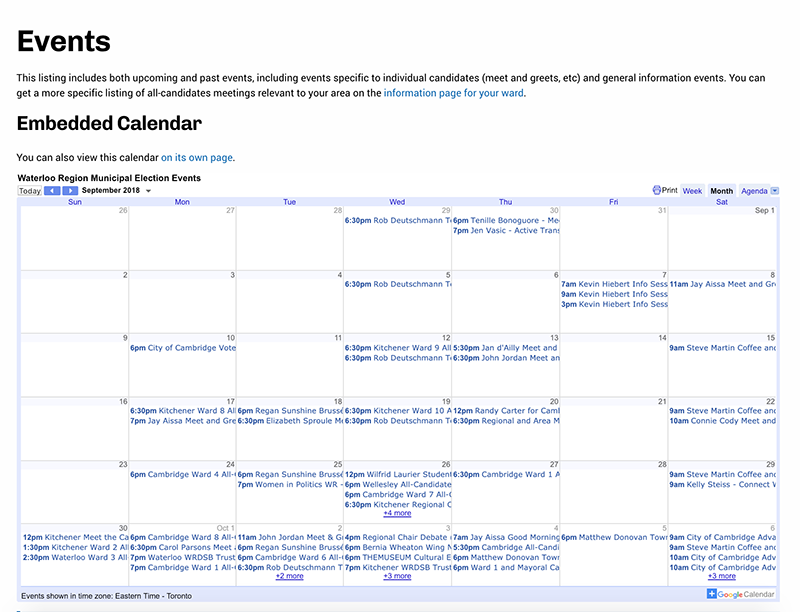 Events
This listing includes both upcoming and past events, including events specific to individual candidates (meet and greets, etc) and general information events. You can
get a more specific listing of all-candidates meetings relevant to your area on the information page for your ward.
Embedded Calendar
You can also view this calendar on its own page.
Waterloo Region Municipal Election Events
Today September 2018 Print Week Month Agenda
Sun Mon Tue Wed Thu Fri Sat
26 27 28 29 30 31 Sep 1
6:30pm Rob Deutschmann T 6pm Tenille Bonoguore - Me
7pm Jen Vasic - Active Trans
2 3 4 5 6 7 8
6:30pm Rob Deutschmann T 7am Kevin Hiebert Info Sess 11am Jay Aissa Meet and Gr
9am Kevin Hiebert Info Sess
3pm Kevin Hiebert Info Sess
9 10 11 12 13 14 15
6pm City of Cambridge Vote 6:30pm Kitchener Ward 9 All 5:30pm Jan d'Ailly Meet and 9am Steve Martin Coffee and
6:30pm Rob Deutschmann T 6:30pm John Jordan Meet an
16 17 18 19 20 21 22
6:30pm Kitchener Ward 8 Al 6pm Regan Sunshine Brusse 6:30pm Kitchener Ward 10 A 12pm Randy Carter for Caml 9am Steve Martin Coffee and
7pm Jay Aissa Meet and Gre 6:30pm Elizabeth Sproule M 6:30pm Rob Deutschmann T 6:30pm Regional and Area M 10am Connie Cody Meet and
23 24 25 26 27 28 29
6pm Cambridge Ward 4 All-C 6pm Regan Sunshine Brusse 12pm Wilfrid Laurier Student 6:30pm Cambridge Ward 1 A 9am Steve Martin Coffee and
7pm Women in Politics WR - 6pm Wellesley All-Candidate 9am Kelly Steiss - Connect W
6pm Cambridge Ward 7 All-C
6:30pm Kitchener Regional C
+4 more
30 Oct 1 2 3 4 5 6
12pm Kitchener Meet the Ca 6pm Cambridge Ward 8 All-C 11am John Jordan Meet & G 4pm Regional Chair Debate 7am Jay Aissa Good Morning 6pm Matthew Donovan Town 9am City of Cambridge Adva
1:30pm Kitchener Ward 2 Al 6:30pm Carol Parsons Meet 6pm Regan Sunshine Brusse 6pm Bernia Wheaton Wing N 5:30pm Cambridge All-Candi 9am Steve Martin Coffee and
2:30pm Waterloo Ward 3 All 7pm Waterloo WRDSB Trust 6pm Cambridge Ward 6 All-C 6pm THEMUSEUM Cultural E 6pm Matthew Donovan Town 10am City of Cambridge Adv
7pm Cambridge Ward 1 All-C 6:30pm Rob Deutschmann T 7pm Kitchener WRDSB Trust 6pm Ward 1 and Mayoral Ca 10am City of Cambridge Adv
+2 more +3 more +3 more
Events shown in time zone: Eastern Time - Toronto Google Calendar